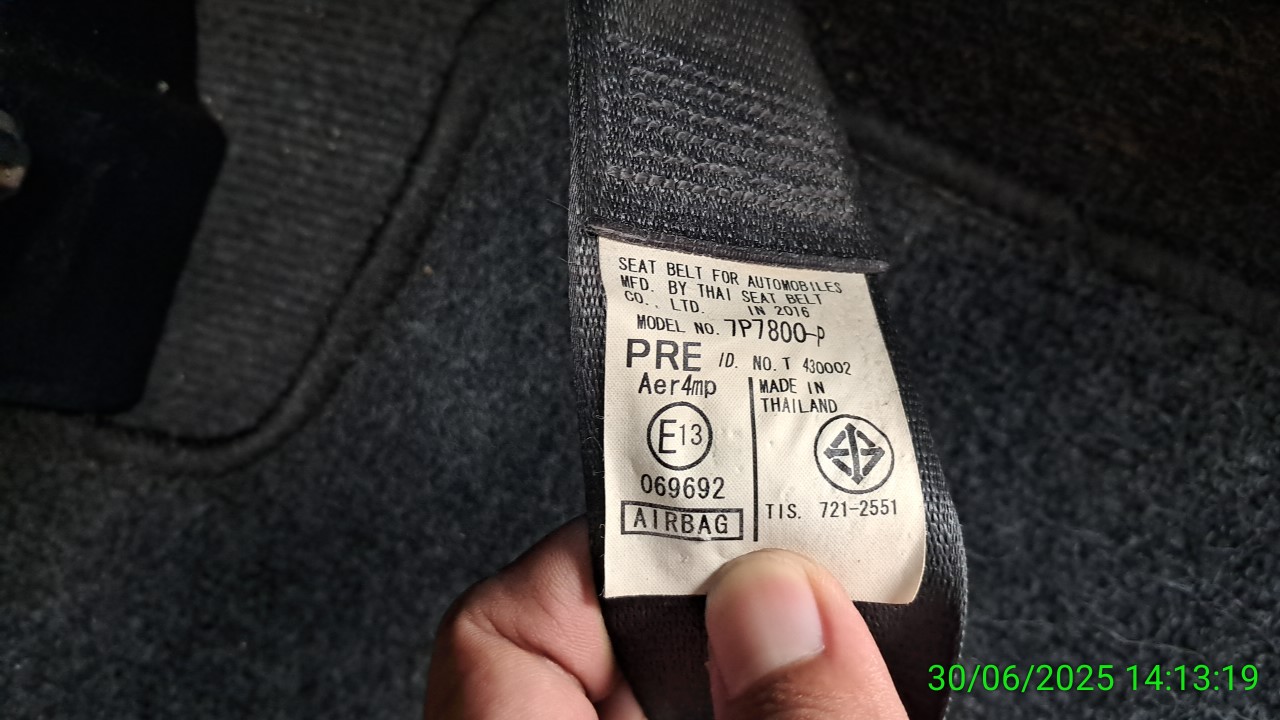 SEAT BELT FOR AUTOMOBILES
MFD. BY THAI SEAT BELT
CO., LTD. IN 2016
MODEL NO. 7P7800-P
PRE ID. NO. T 430002
Aer4mp
MADE IN
THAILAND
E13
069692
AIRBAG
TIS. 721-2551
30/06/2025 14:13:19